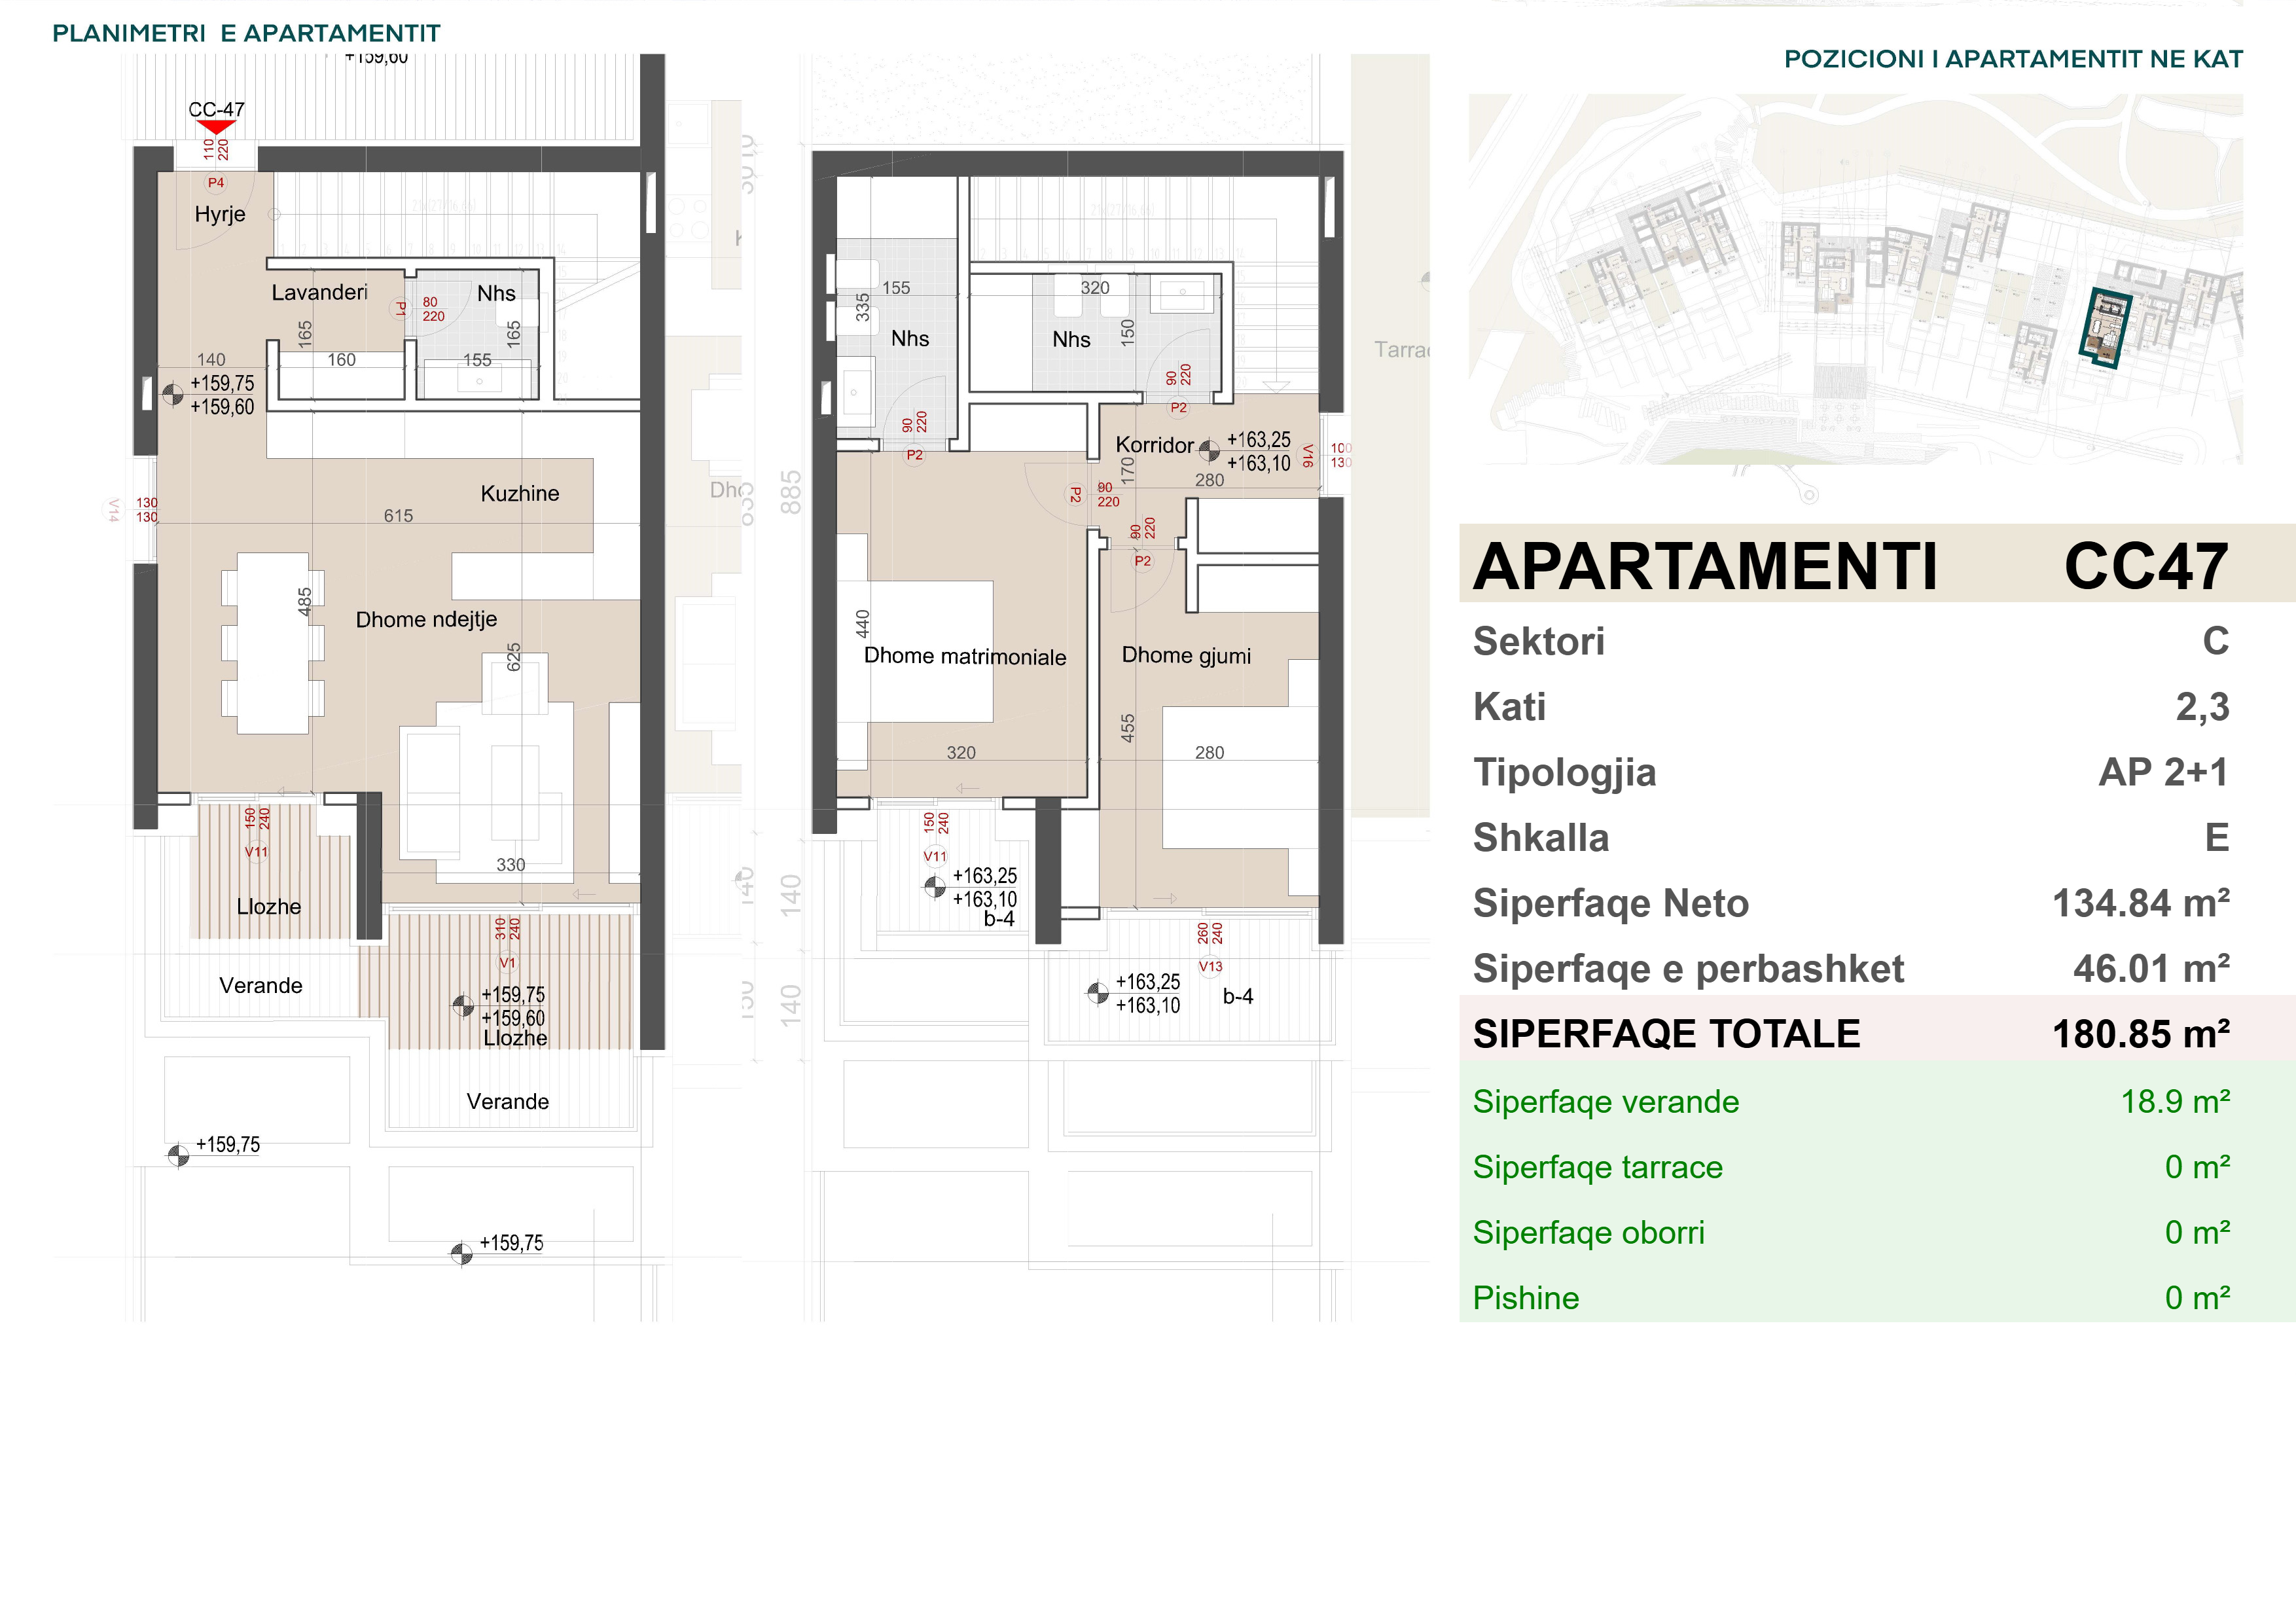 PLANIMETRI E APARTAMENTIT
+159,60
CC-47
110
220
P4
Hyrje
21x(27/16,66)
Lavanderi
P1
80
220
Nhs
165
165
140
160
155
+159,75
+159,60
Kuzhine
V14
130
130
615
Dhome ndejtje
485
625
150
240
V11
330
Llozhe
310
240
V1
Verande
+159,75
+159,60
Llozhe
Verande
+159,75
+159,75
885
140
140
21x(27/16,66)
155
335
Nhs
320
Nhs
150
90
220
P2
90
220
P2
Korridor
+163,25
+163,10
170
280
V16
100
130
P2
90
220
90
220
P2
440
Dhome matrimoniale
Dhome gjumi
455
320
280
150
240
V11
+163,25
+163,10
b-4
260
240
V13
+163,25
+163,10
b-4
POZICIONI I APARTAMENTIT NE KAT
APARTAMENTI CC47
Sektori C
Kati 2,3
Tipologjia AP 2+1
Shkalla E
Siperfaqe Neto 134.84 m²
Siperfaqe e perbashket 46.01 m²
SIPERFAQE TOTALE 180.85 m²
Siperfaqe verande 18.9 m²
Siperfaqe tarrace 0 m²
Siperfaqe oborri 0 m²
Pishine 0 m²